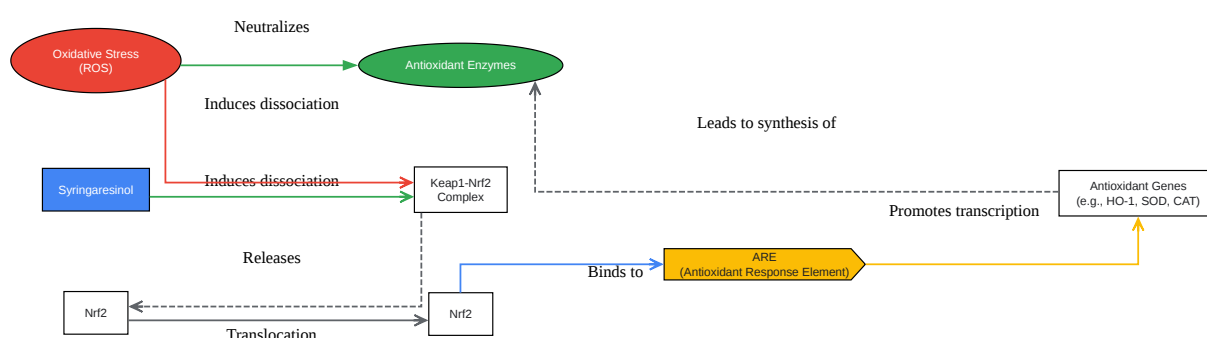 Neutralizes
Oxidative Stress
(ROS)
Antioxidant Enzymes
Induces dissociation
Leads to synthesis of
Syringaresinol
Induces dissociation
Keap1-Nrf2
Complex
Antioxidant Genes
(e.g., HO-1, SOD, CAT)
Promotes transcription
Releases
Binds to
ARE
(Antioxidant Response Element)
Nrf2
Nrf2
Translocation